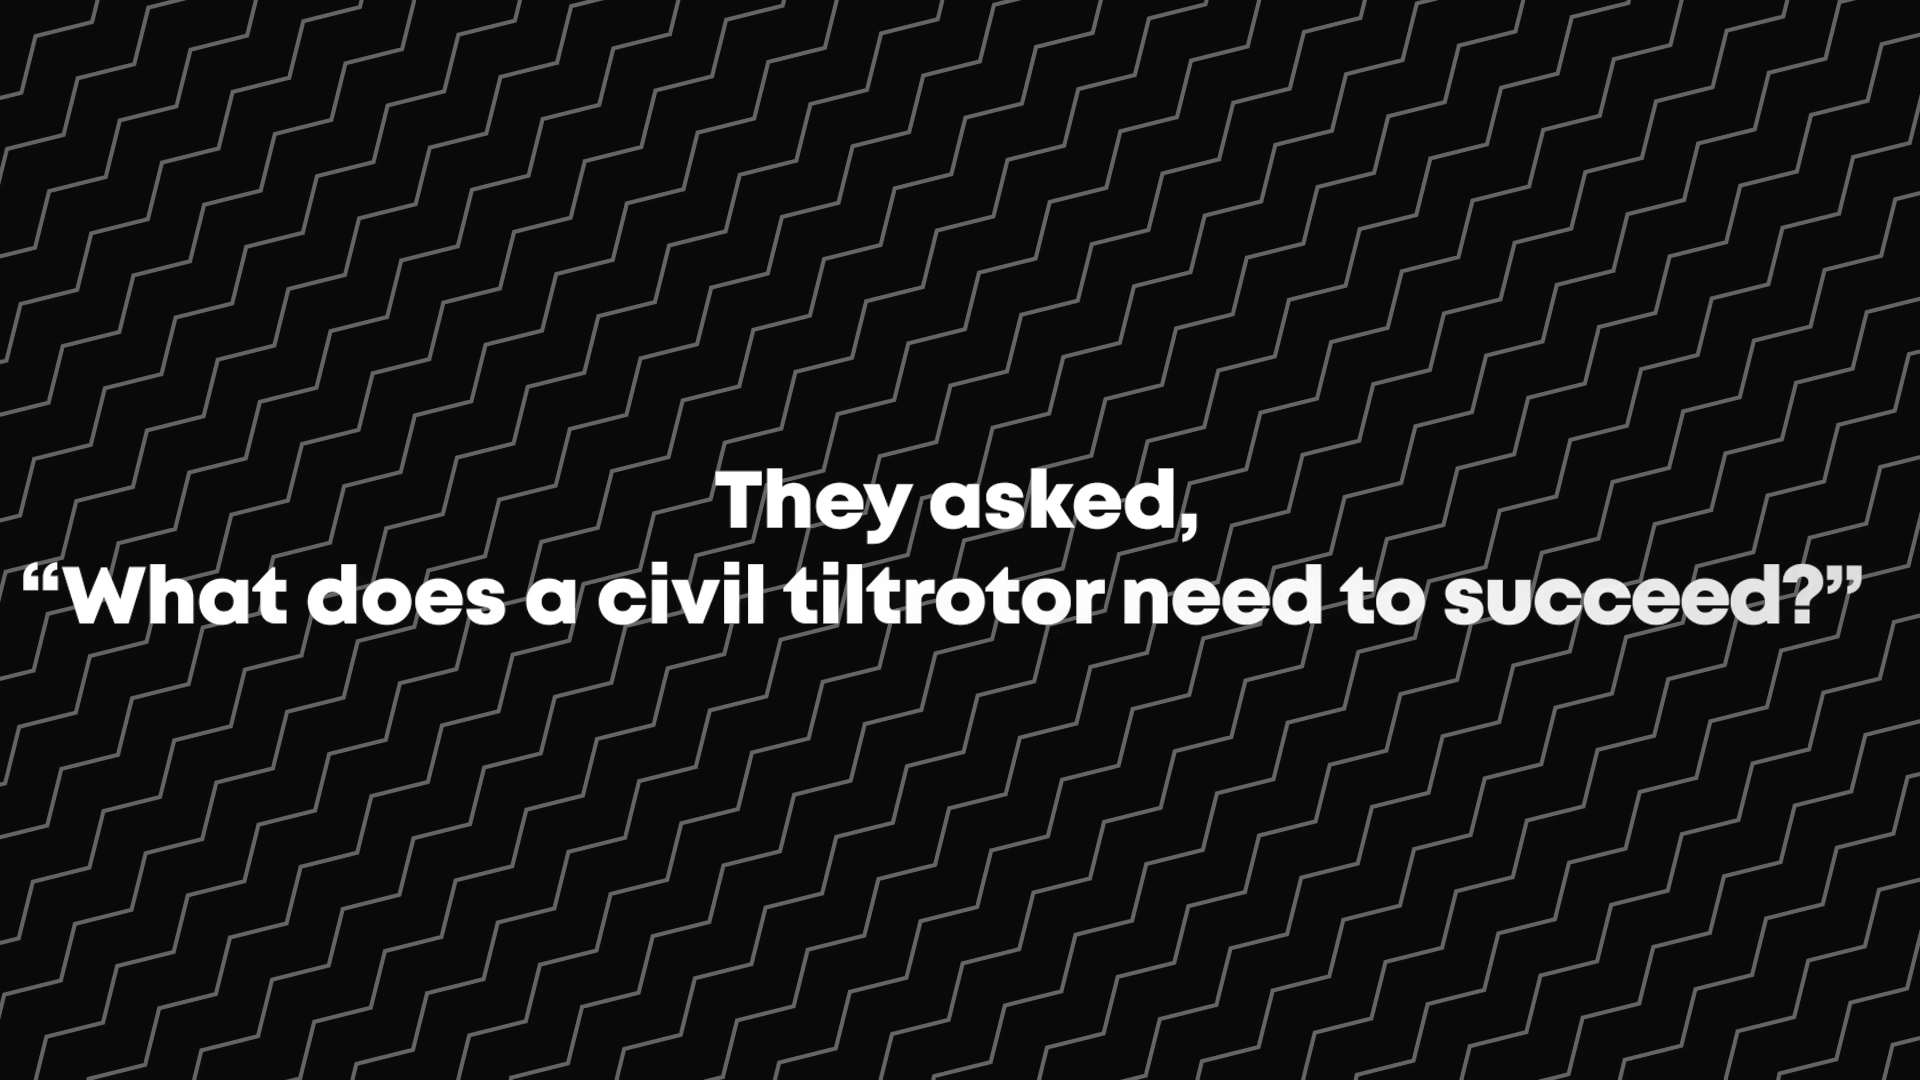 They asked,
“What does a civil tiltrotor need to succeed?”